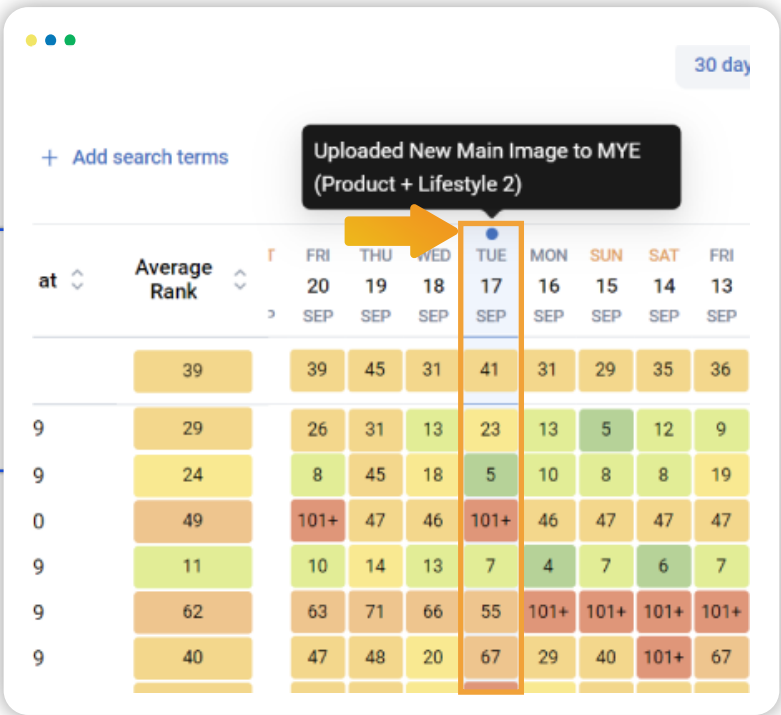 30 day
+ Add search terms
Uploaded New Main Image to MYE
(Product + Lifestyle 2)
at Average Rank T FRI THU WED TUE MON SUN SAT FRI
20 19 18 17 16 15 14 13
SEP SEP SEP SEP SEP SEP SEP SEP
39 39 45 31 41 31 29 35 36
9 29 26 31 13 23 13 5 12 9
9 24 8 45 18 5 10 8 8 19
0 49 101+ 47 46 101+ 46 47 47 47
9 11 10 14 13 7 4 7 6 7
9 62 63 71 66 55 101+ 101+ 101+ 101+
9 40 47 48 20 67 29 40 101+ 67